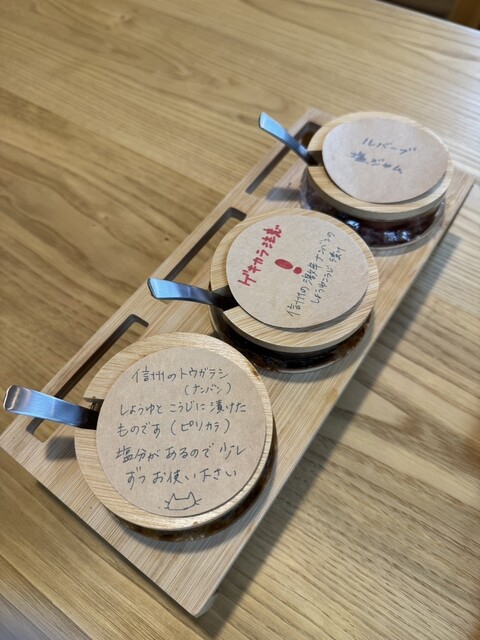 ルバーブ
塩ジャム
ゲキカラ注意
!
信州の激辛ナンバンの
しょうゆこうじ漬け
信州のトウガラシ
(ナンバン)
しょうゆとこうじに漬けた
ものです(ピリカラ)
塩分があるので少し
ずつお使い下さい